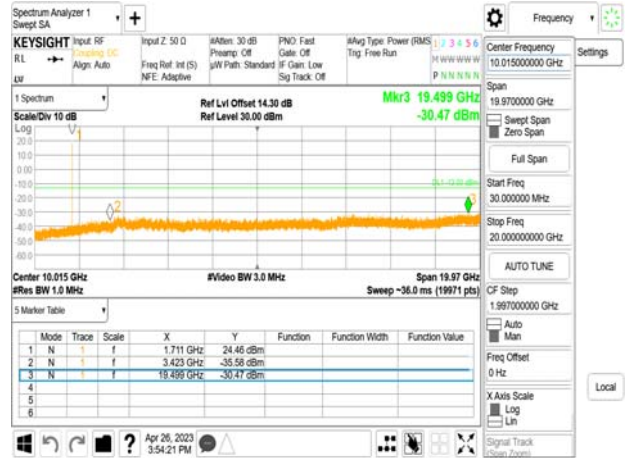 Spectrum Analyzer 1
Swept SA
Frequency
KEYSIGHT
RL
Input: RF
Coupling: DC
Align: Auto
Input Z: 50 Ω
Freq Ref: Int (S)
NFE: Adaptive
#Atten: 30 dB
Preamp: Off
µW Path: Standard
PNO: Fast
Gate: Off
IF Gain: Low
Sig Track: Off
#Avg Type: Power (RMS
Trig: Free Run
1 2 3 4 5 6
M W W W W W
P N N N N N
1 Spectrum
Scale/Div 10 dB
Ref Lvl Offset 14.30 dB
Ref Level 30.00 dBm
Mkr3 19.499 GHz
-30.47 dBm
Log
20.0
10.0
0.00
-10.0
-20.0
-30.0
-40.0
-50.0
-60.0
1
2
3
DL1 -13.00 dBm
Center 10.015 GHz
#Res BW 1.0 MHz
#Video BW 3.0 MHz
Span 19.97 GHz
Sweep ~36.0 ms (19971 pts)
5 Marker Table
Mode Trace Scale X Y Function Function Width Function Value
1 N 1 f 1.711 GHz 24.46 dBm
2 N 1 f 3.423 GHz -35.58 dBm
3 N 1 f 19.499 GHz -30.47 dBm
4
5
6
Apr 26, 2023
3:54:21 PM
Center Frequency
10.015000000 GHz
Settings
Span
19.9700000 GHz
Swept Span
Zero Span
Full Span
Start Freq
30.000000 MHz
Stop Freq
20.000000000 GHz
AUTO TUNE
CF Step
1.997000000 GHz
Auto
Man
Freq Offset
0 Hz
X Axis Scale
Log
Lin
Signal Track
(Span Zoom)
Local